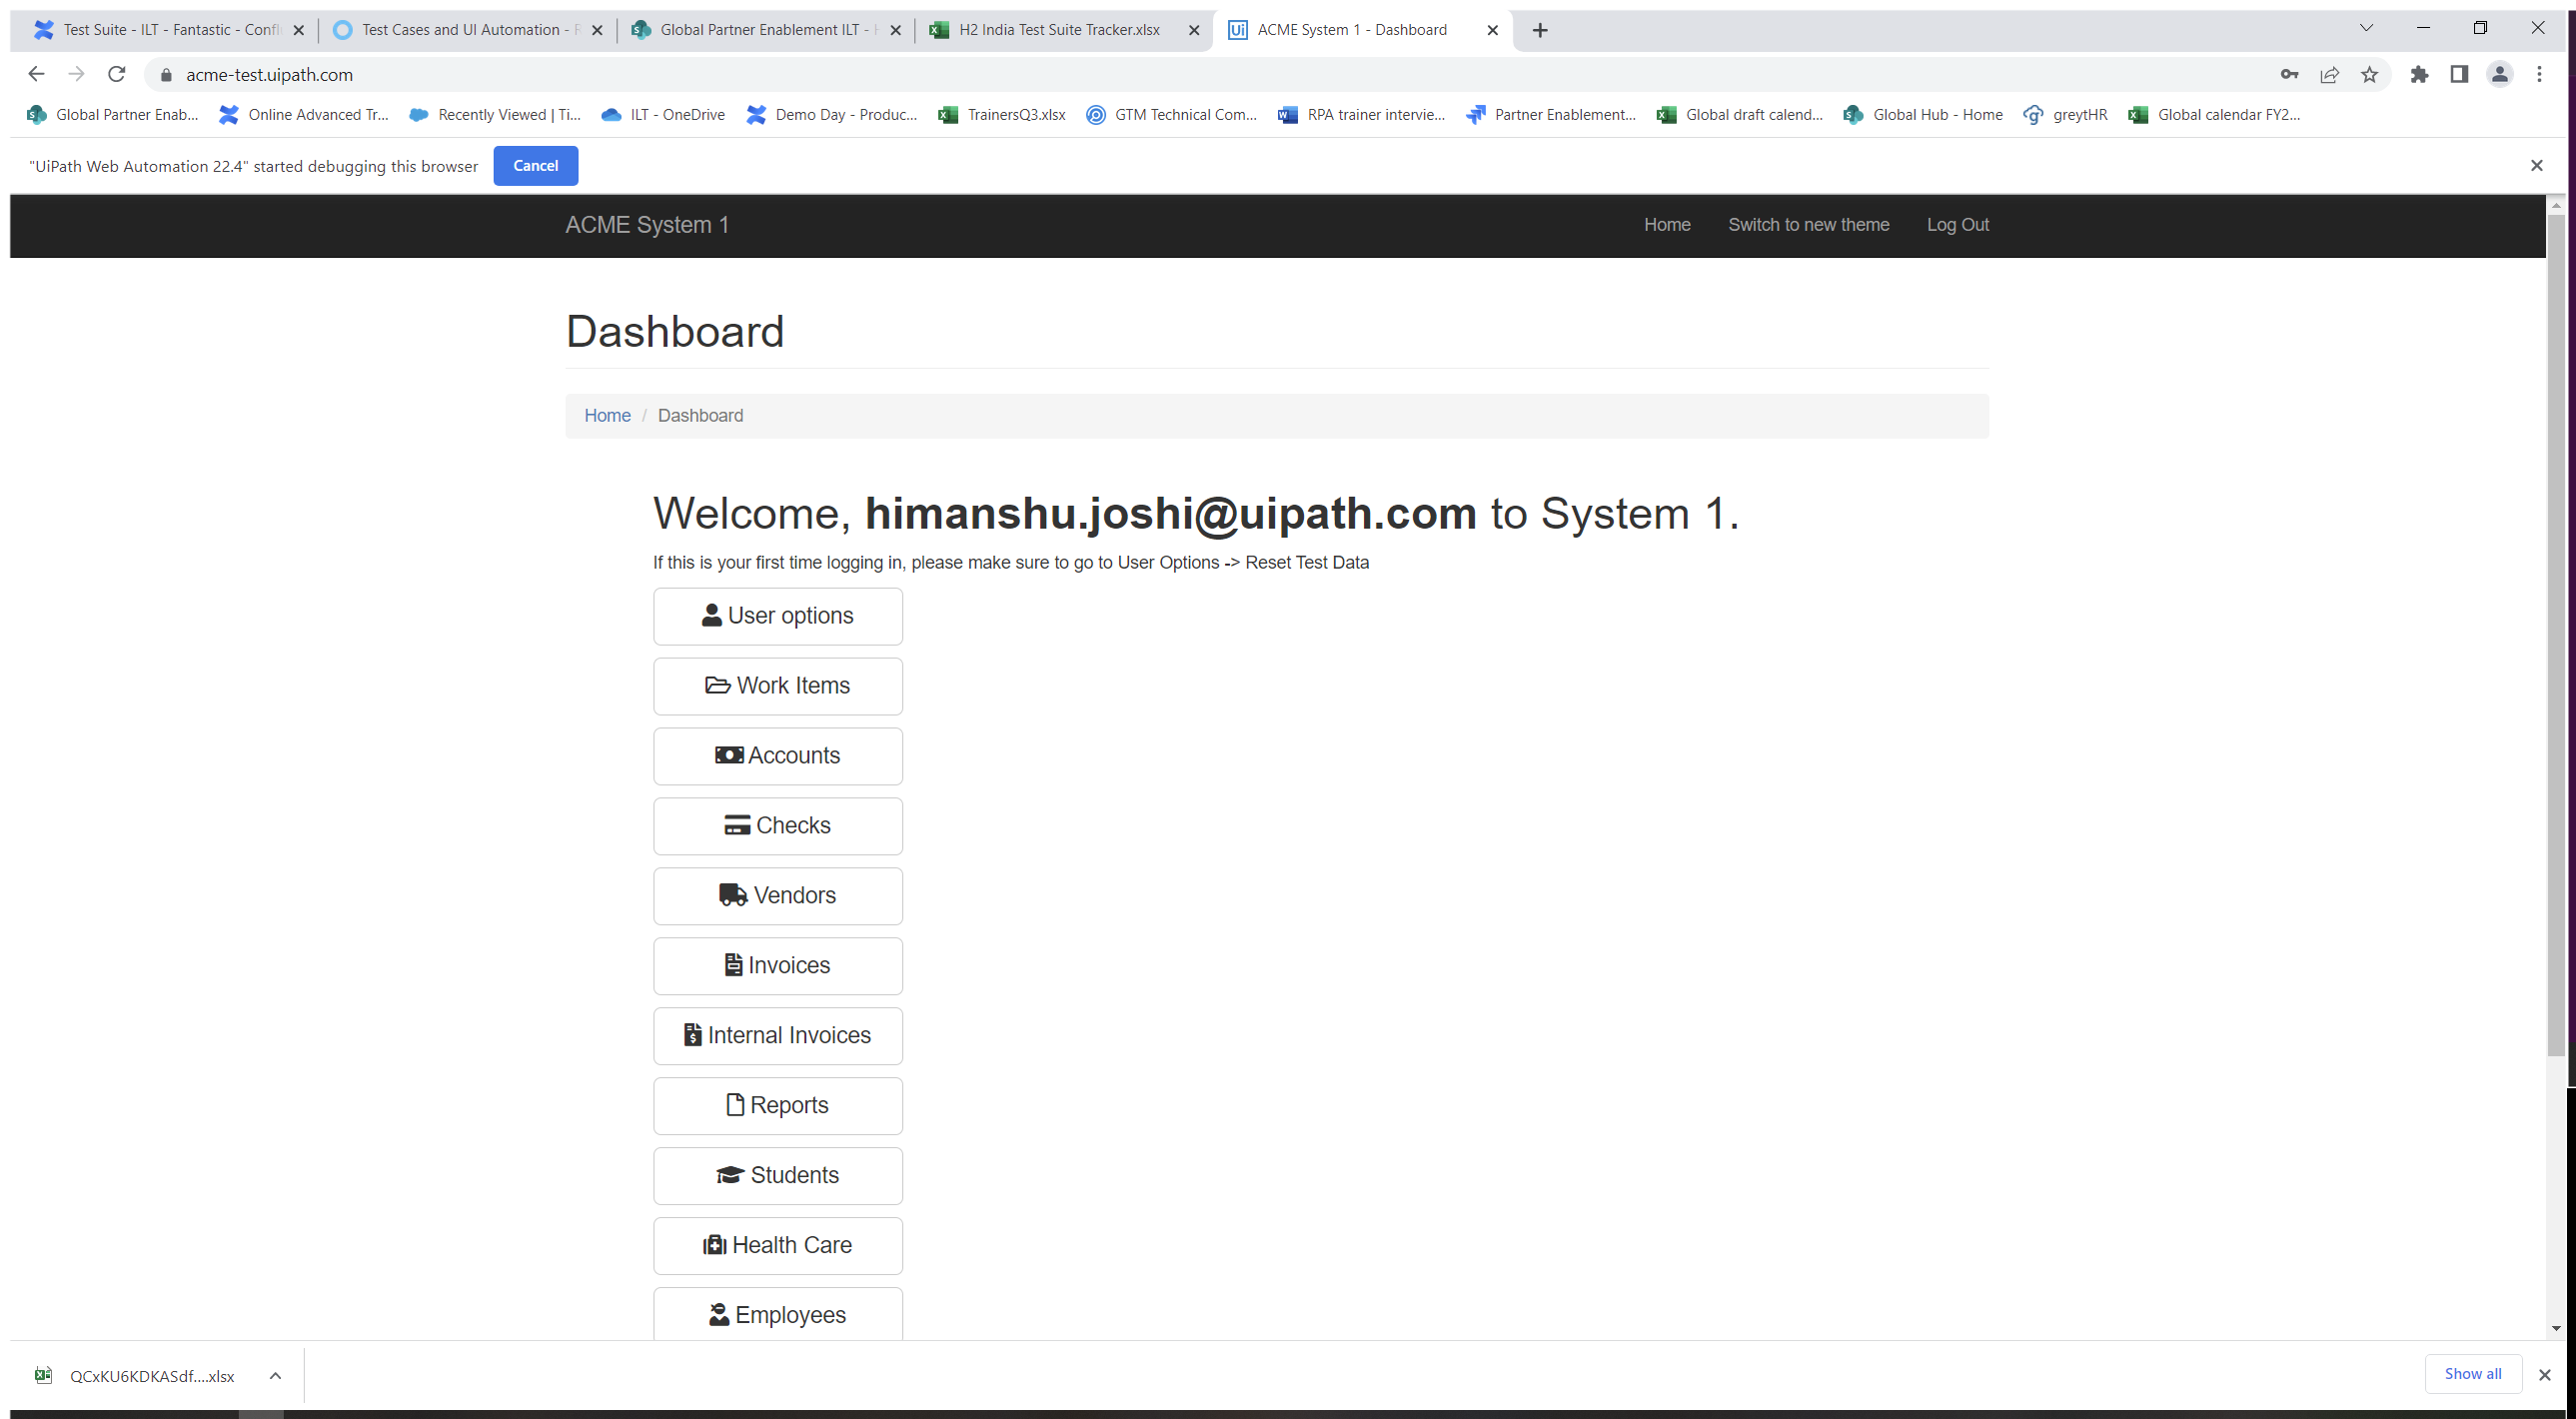 Test Suite - ILT - Fantastic - Confl
Test Cases and UI Automation - R
Global Partner Enablement ILT - H
H2 India Test Suite Tracker.xlsx
Ui ACME System 1 - Dashboard
acme-test.uipath.com
Global Partner Enab...
Online Advanced Tr...
Recently Viewed | Ti...
ILT - OneDrive
Demo Day - Produc...
TrainersQ3.xlsx
GTM Technical Com...
RPA trainer intervie...
Partner Enablement...
Global draft calend...
Global Hub - Home
greytHR
Global calendar FY2...
"UiPath Web Automation 22.4" started debugging this browser
Cancel
ACME System 1
Home
Switch to new theme
Log Out
Dashboard
Home / Dashboard
Welcome, himanshu.joshi@uipath.com to System 1.
If this is your first time logging in, please make sure to go to User Options -> Reset Test Data
User options
Work Items
Accounts
Checks
Vendors
Invoices
Internal Invoices
Reports
Students
Health Care
Employees
QCxKU6KDKASdf....xlsx
Show all